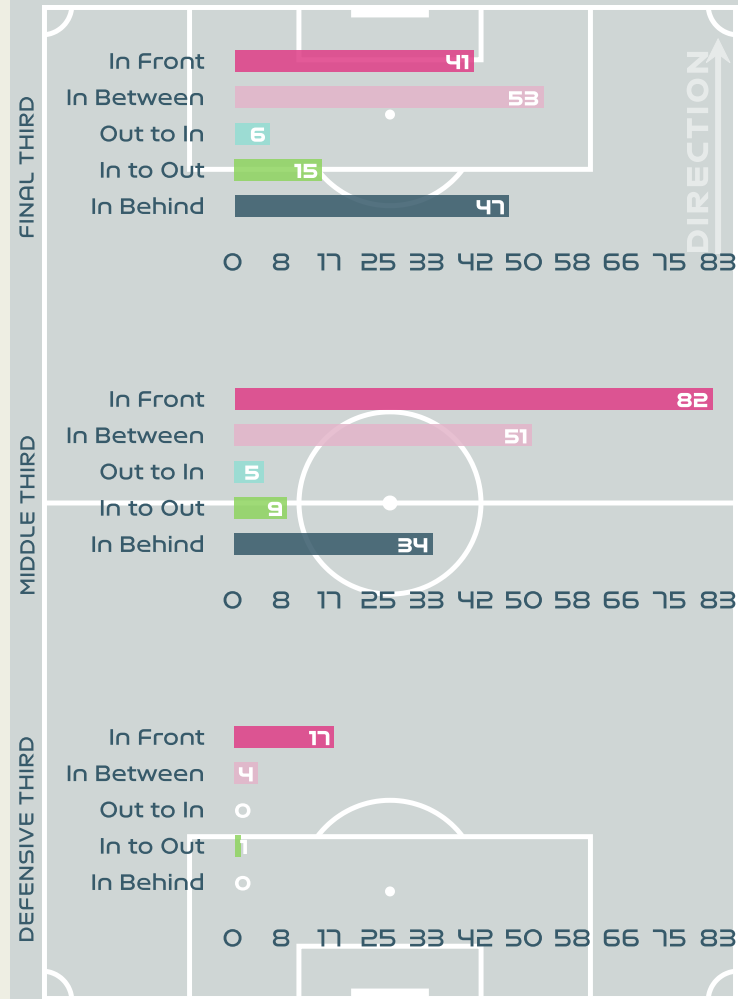 DIRECTION
FINAL THIRD
In Front 41
In Between 53
Out to In 6
In to Out 15
In Behind 47
0 8 17 25 33 42 50 58 66 75 83
MIDDLE THIRD
In Front 82
In Between 51
Out to In 5
In to Out 9
In Behind 34
0 8 17 25 33 42 50 58 66 75 83
DEFENSIVE THIRD
In Front 17
In Between 4
Out to In 0
In to Out 1
In Behind 0
0 8 17 25 33 42 50 58 66 75 83